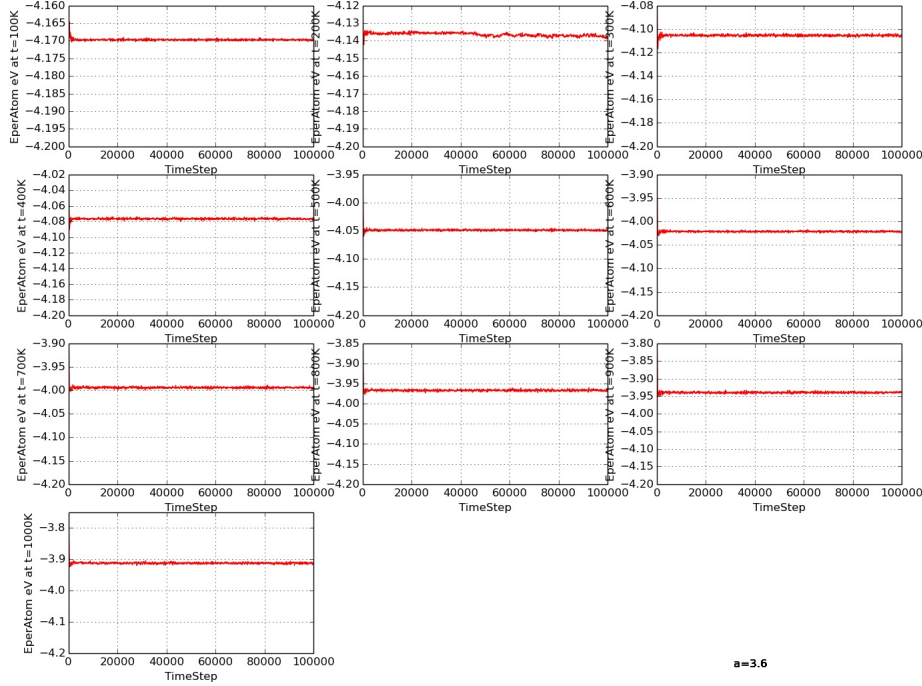 EperAtom eV at t=100K
−4.160
−4.165
−4.170
−4.175
−4.180
−4.185
−4.190
−4.195
−4.200
0 20000 40000 60000 80000 100000
TimeStep
EperAtom eV at t=200K
−4.12
−4.13
−4.14
−4.15
−4.16
−4.17
−4.18
−4.19
−4.20
0 20000 40000 60000 80000 100000
TimeStep
EperAtom eV at t=300K
−4.08
−4.10
−4.12
−4.14
−4.16
−4.18
−4.20
0 20000 40000 60000 80000 100000
TimeStep
EperAtom eV at t=400K
−4.02
−4.04
−4.06
−4.08
−4.10
−4.12
−4.14
−4.16
−4.18
−4.20
0 20000 40000 60000 80000 100000
TimeStep
EperAtom eV at t=500K
−3.95
−4.00
−4.05
−4.10
−4.15
−4.20
0 20000 40000 60000 80000 100000
TimeStep
EperAtom eV at t=600K
−3.90
−3.95
−4.00
−4.05
−4.10
−4.15
−4.20
0 20000 40000 60000 80000 100000
TimeStep
EperAtom eV at t=700K
−3.90
−3.95
−4.00
−4.05
−4.10
−4.15
−4.20
0 20000 40000 60000 80000 100000
TimeStep
EperAtom eV at t=800K
−3.85
−3.90
−3.95
−4.00
−4.05
−4.10
−4.15
−4.20
0 20000 40000 60000 80000 100000
TimeStep
EperAtom eV at t=900K
−3.80
−3.85
−3.90
−3.95
−4.00
−4.05
−4.10
−4.15
−4.20
0 20000 40000 60000 80000 100000
TimeStep
EperAtom eV at t=1000K
−3.8
−3.9
−4.0
−4.1
−4.2
0 20000 40000 60000 80000 100000
TimeStep
a=3.6